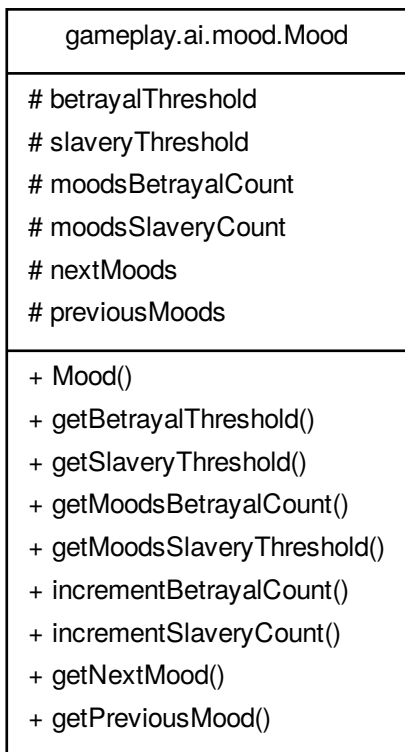 gameplay.ai.mood.Mood
# betrayalThreshold
# slaveryThreshold
# moodsBetrayalCount
# moodsSlaveryCount
# nextMoods
# previousMoods
+ Mood()
+ getBetrayalThreshold()
+ getSlaveryThreshold()
+ getMoodsBetrayalCount()
+ getMoodsSlaveryThreshold()
+ incrementBetrayalCount()
+ incrementSlaveryCount()
+ getNextMood()
+ getPreviousMood()